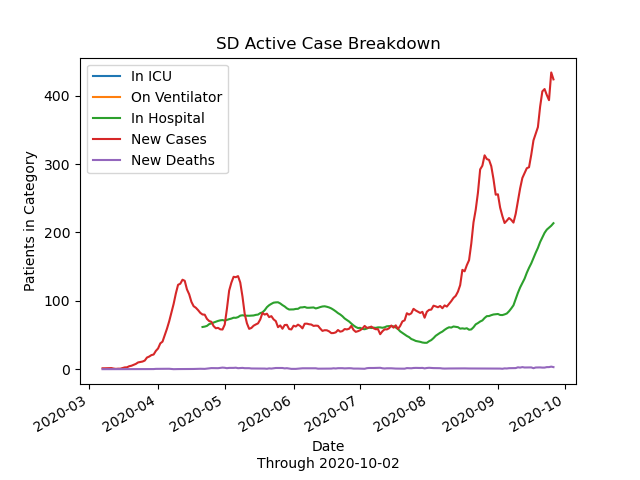 SD Active Case Breakdown
In ICU
On Ventilator
In Hospital
New Cases
New Deaths
Patients in Category
400
300
200
100
0
2020-03
2020-04
2020-05
2020-06
2020-07
2020-08
2020-09
2020-10
Date
Through 2020-10-02